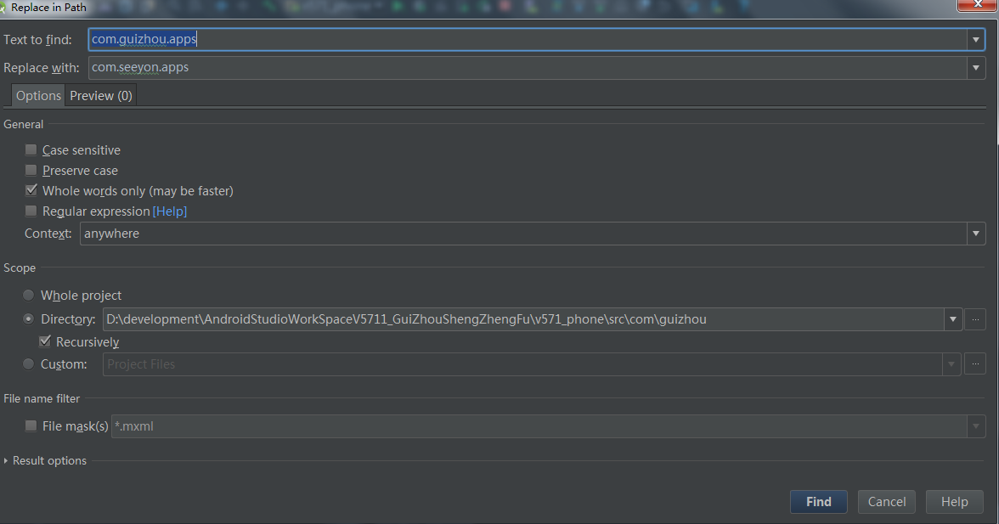 Replace in Path
Text to find: com.guizhou.apps
Replace with: com.seeyon.apps
Options Preview (0)
General
Case sensitive
Preserve case
Whole words only (may be faster)
Regular expression [Help]
Context: anywhere
Scope
Whole project
Directory: D:\development\AndroidStudioWorkSpaceV5711_GuiZhouShengZhengFu\v571_phone\src\com\guizhou ...
Recursively
Custom: Project Files ...
File name filter
File mask(s) *.mxml
Result options
Find Cancel Help